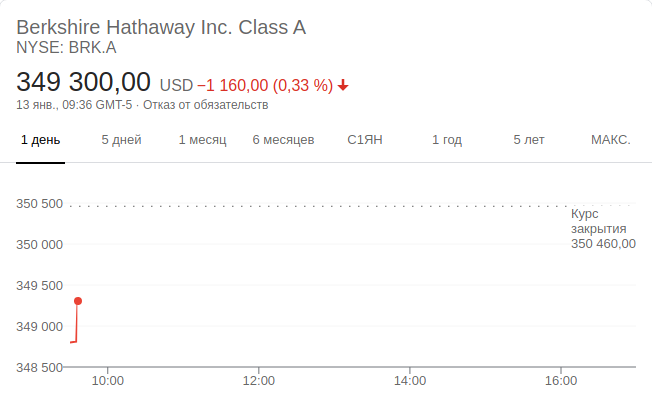 Berkshire Hathaway Inc. Class A
NYSE: BRK.A
349 300,00 USD −1 160,00 (0,33 %)
13 янв., 09:36 GMT-5 · Отказ от обязательств
1 день 5 дней 1 месяц 6 месяцев С1ЯН 1 год 5 лет МАКС.
350 500
Курс
закрытия
350 000
350 460,00
349 500
349 000
348 500
10:00 12:00 14:00 16:00